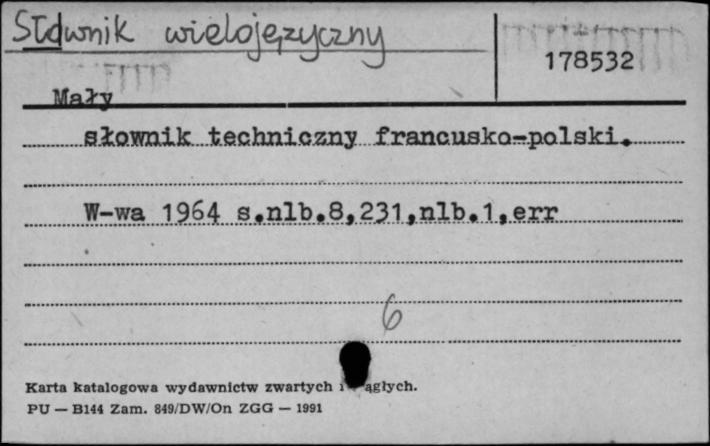 Słownik wielojęzyczny
178532
Mały
słownik techniczny francusko-polski.
W-wa 1964 s.nlb.8,231,nlb.1,err
6
Karta katalogowa wydawnictw zwartych i ągłych.
PU — B144 Zam. 849/DW/On ZGG — 1991